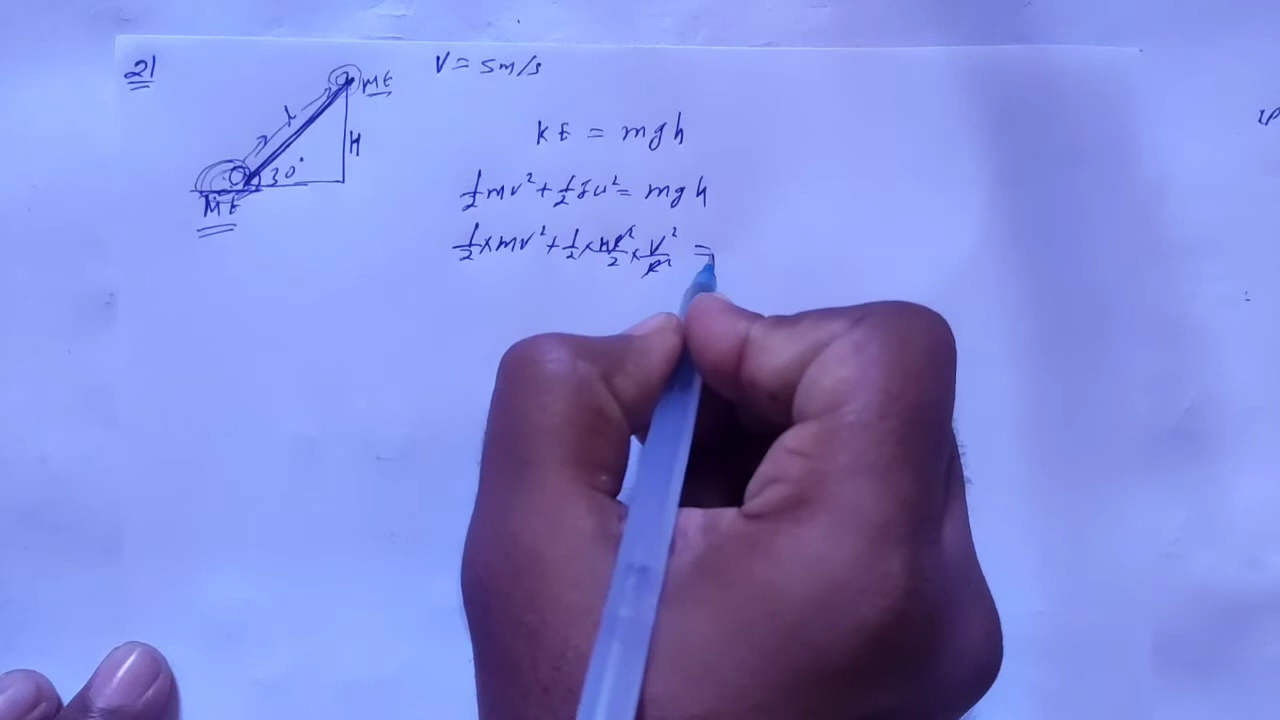 21
V = 5m/s
ME
l
H
30°
ME
KE = mgh
½mv² + ½Iω² = mgh
½ × mv² + ½ × mR²/2 × V²/R² =